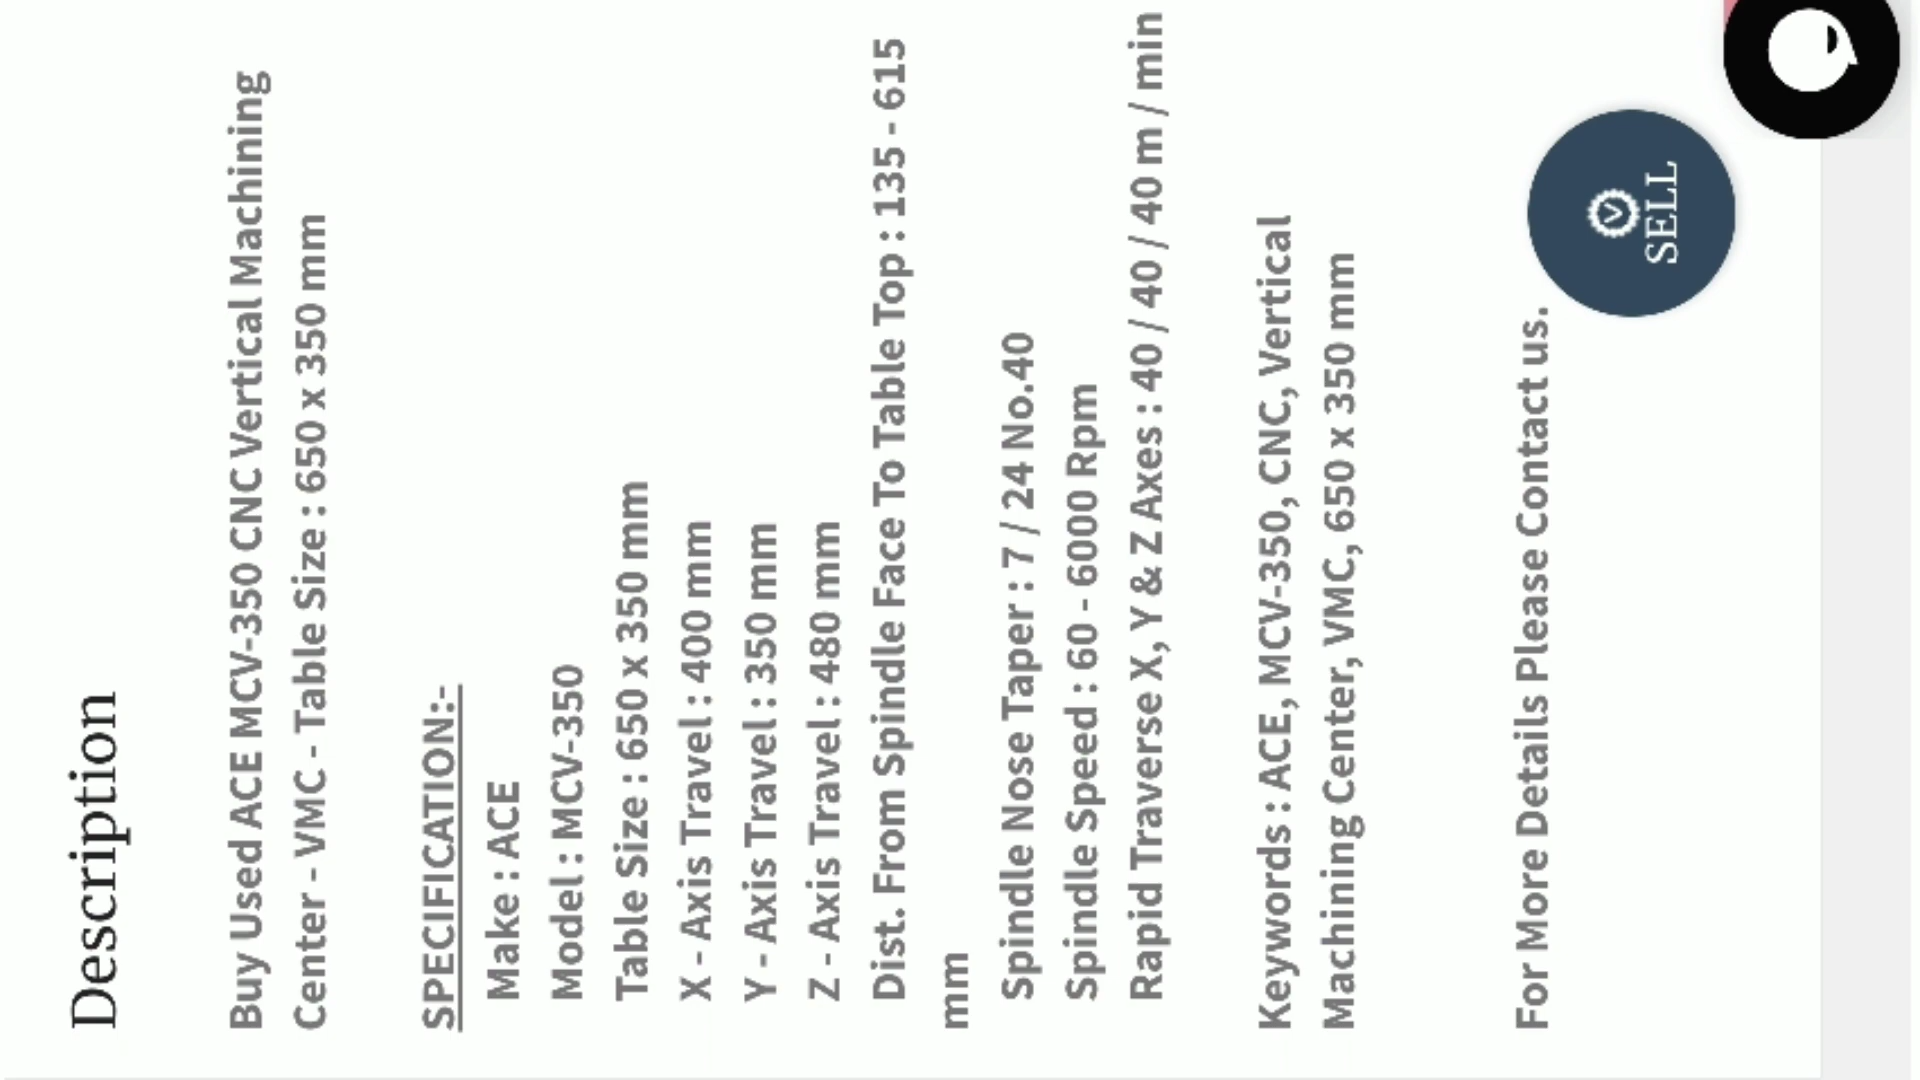 Description
Buy Used ACE MCV-350 CNC Vertical Machining
Center - VMC - Table Size : 650 x 350 mm
SPECIFICATION:-
Make : ACE
Model : MCV-350
Table Size : 650 x 350 mm
X - Axis Travel : 400 mm
Y - Axis Travel : 350 mm
Z - Axis Travel : 480 mm
Dist. From Spindle Face To Table Top : 135 - 615
mm
Spindle Nose Taper : 7 / 24 No.40
Spindle Speed : 60 - 6000 Rpm
Rapid Traverse X, Y & Z Axes : 40 / 40 / 40 m / min
Keywords : ACE, MCV-350, CNC, Vertical
Machining Center, VMC, 650 x 350 mm
For More Details Please Contact us.
V
SELL